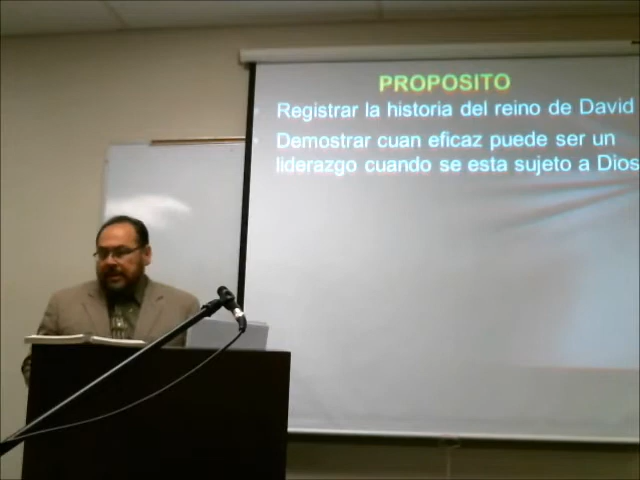 PROPOSITO
Registrar la historia del reino de David
Demostrar cuan eficaz puede ser un
liderazgo cuando se esta sujeto a Dios